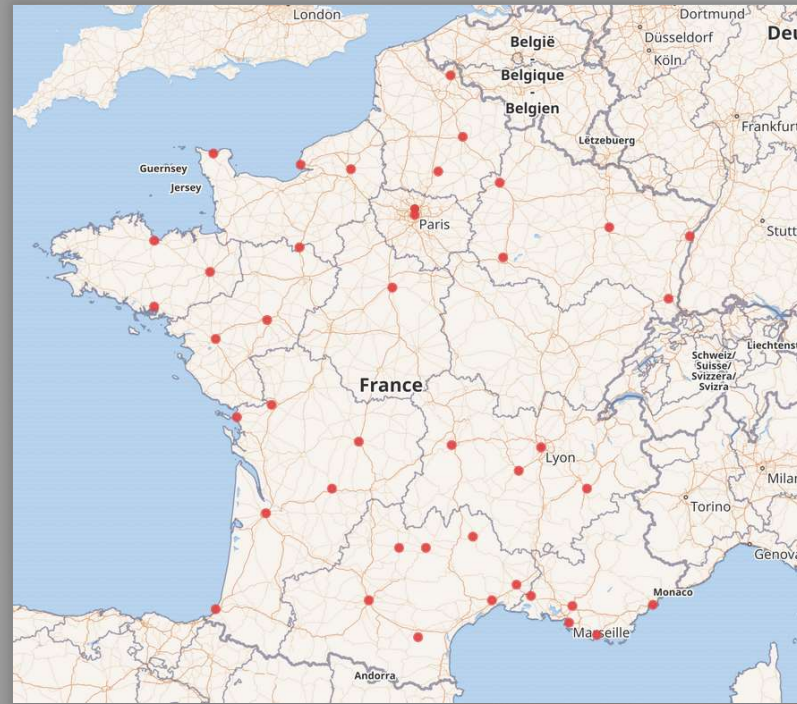 London
Dortmund
Düsseldorf
Deu
België
-
Belgique
-
Belgien
Köln
Frankfurt
Lëtzebuerg
Guernsey
Jersey
Paris
Stutt
Schweiz/
Suisse/
Svizzera/
Svizra
Liechtenst
France
Lyon
Milan
Torino
Genova
Monaco
Marseille
Andorra